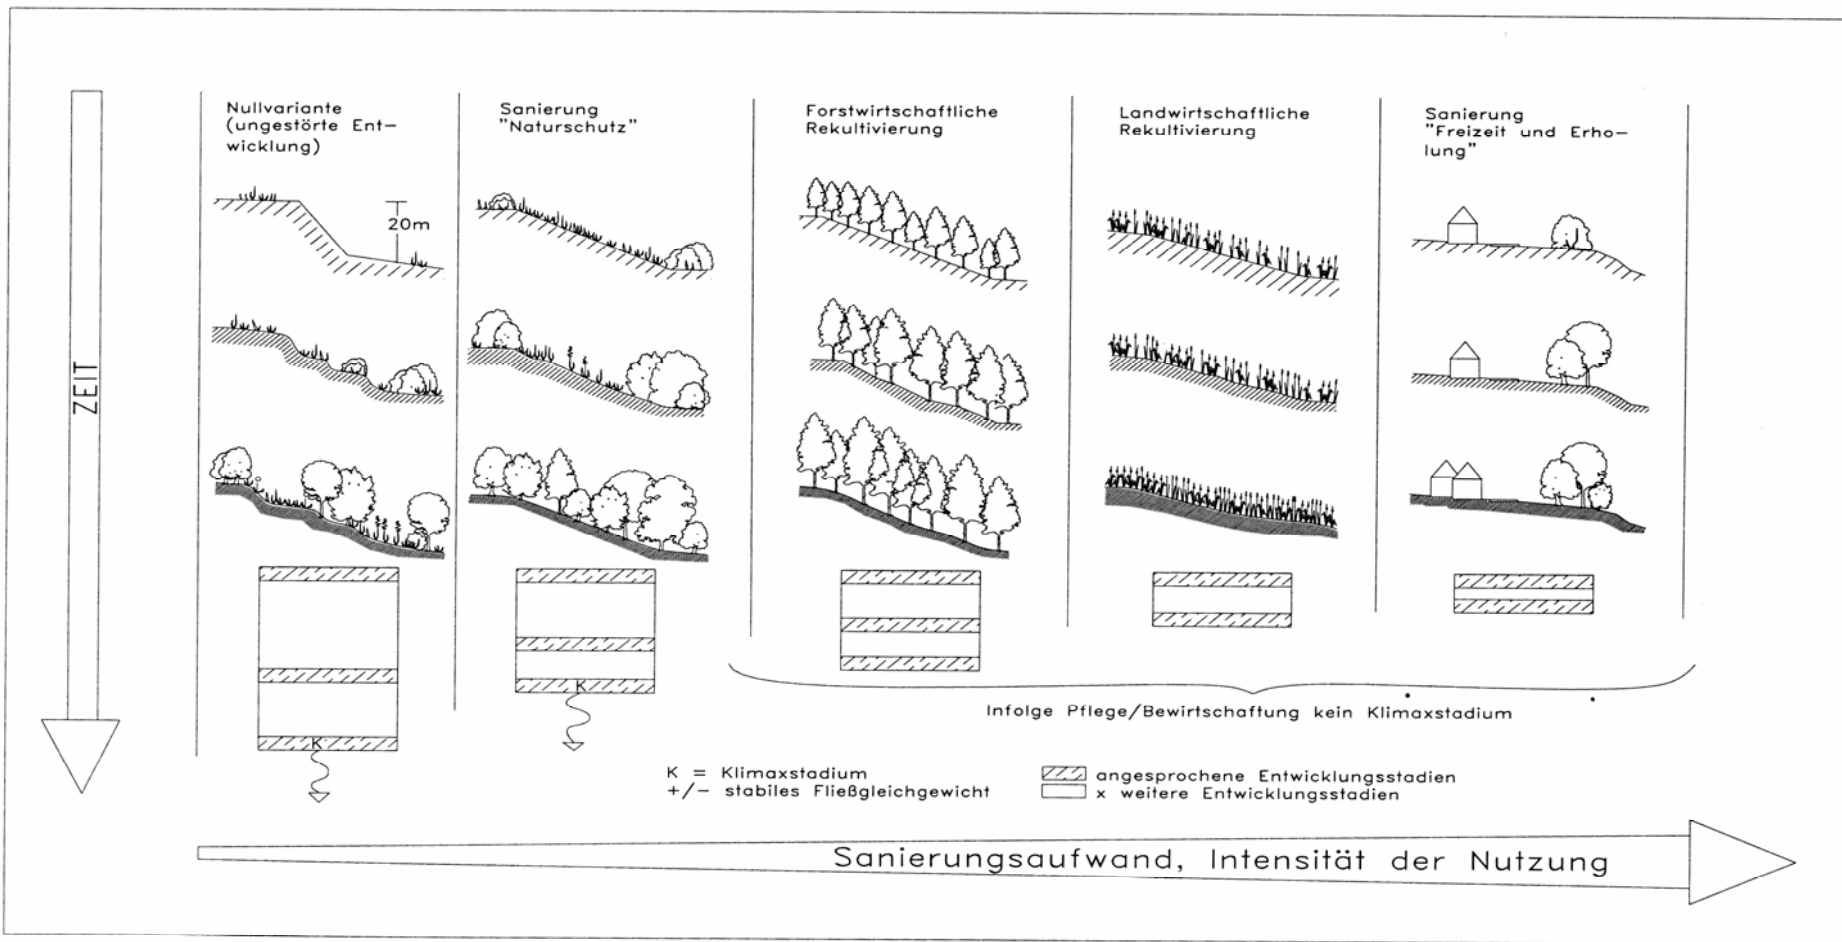 Nullvariante
(ungestörte Ent-
wicklung)
Sanierung
"Naturschutz"
Forstwirtschaftliche
Rekultivierung
Landwirtschaftliche
Rekultivierung
Sanierung
"Freizeit und Erho-
lung"
20m
ZEIT
K
K
Infolge Pflege/Bewirtschaftung kein Klimaxstadium
K = Klimaxstadium
+/- stabiles Fließgleichgewicht
angesprochene Entwicklungsstadien
x weitere Entwicklungsstadien
Sanierungsaufwand, Intensität der Nutzung